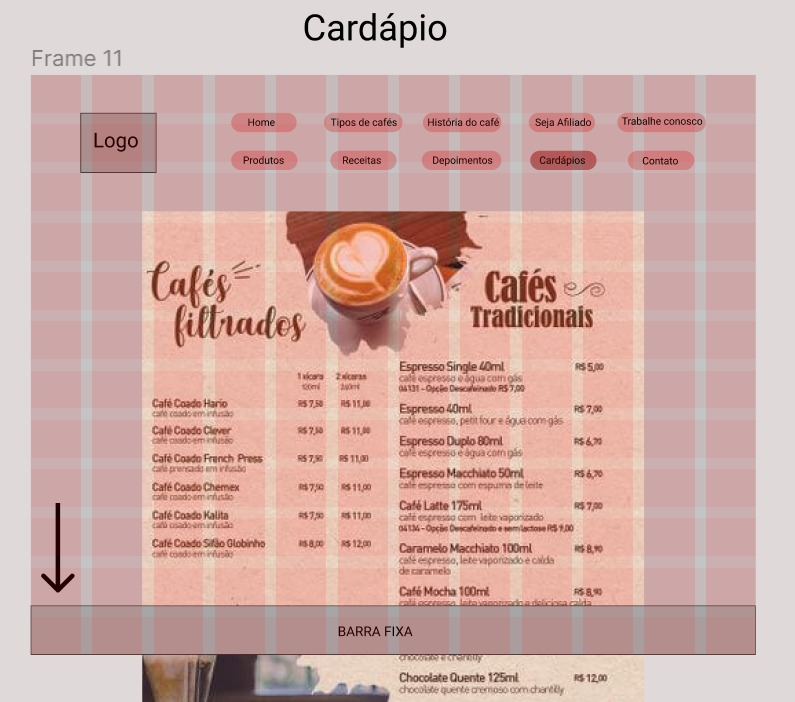 Cardápio
Frame 11
Logo
Home
Tipos de cafés
História do café
Seja Afiliado
Trabalhe conosco
Produtos
Receitas
Depoimentos
Cardápios
Contato
Cafés
filtrados
1 xícara 2 xícaras
120ml 240ml
Café Coado Hario R$ 7,50 R$ 11,00
café coado em infusão
Café Coado Clever R$ 7,50 R$ 11,00
café coado em infusão
Café Coado French Press R$ 7,50 R$ 11,00
café prensado em infusão
Café Coado Chemex R$ 7,50 R$ 11,00
café coado em infusão
Café Coado Kalita R$ 7,50 R$ 11,00
café coado em infusão
Café Coado Sifão Globinho R$ 8,00 R$ 12,00
café coado em infusão
Cafés
Tradicionais
Espresso Single 40ml R$ 5,00
café espresso e água com gás
04131 - Opção Descafeinado R$ 7,00
Espresso 40ml R$ 7,00
café espresso, petit four e água com gás
Espresso Duplo 80ml R$ 6,70
café espresso e água com gás
Espresso Macchiato 50ml R$ 6,70
café espresso com espuma de leite
Café Latte 175ml R$ 7,00
café espresso com leite vaporizado
04134 - Opção Descafeinado e sem lactose R$ 9,00
Caramelo Macchiato 100ml R$ 8,90
café espresso, leite vaporizado e calda
de caramelo
Café Mocha 100ml R$ 8,90
café espresso, leite vaporizado e deliciosa calda
BARRA FIXA
chocolate e chantilly
Chocolate Quente 125ml R$ 12,00
chocolate quente cremoso com chantilly